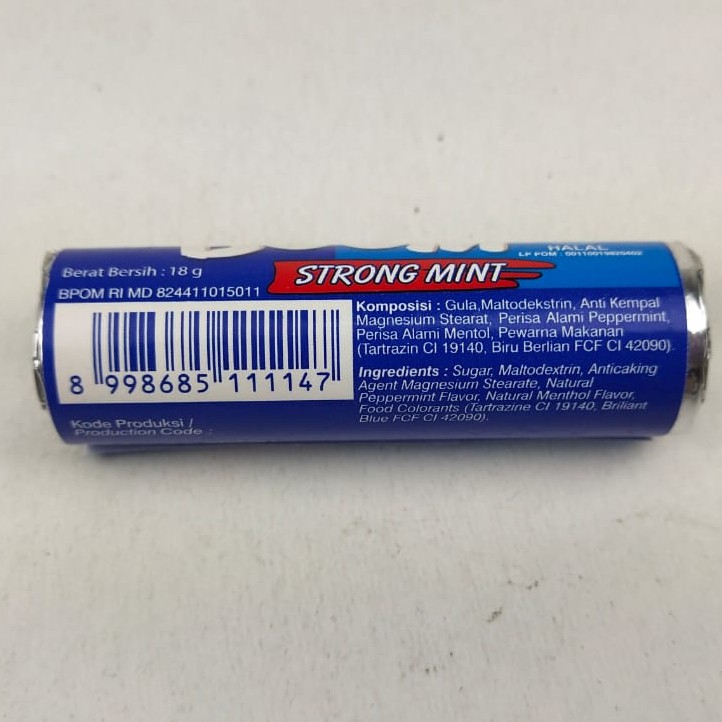 HALAL
LP POM : 00110019820402
Berat Bersih : 18 g
STRONG MINT
BPOM RI MD 824411015011
Komposisi : Gula,Maltodekstrin, Anti Kempal
Magnesium Stearat, Perisa Alami Peppermint,
Perisa Alami Mentol, Pewarna Makanan
(Tartrazin CI 19140, Biru Berlian FCF CI 42090).
8 998685 111147
Ingredients : Sugar, Maltodextrin, Anticaking
Agent Magnesium Stearate, Natural
Peppermint Flavor, Natural Menthol Flavor,
Food Colorants (Tartrazine CI 19140, Briliant
Blue FCF CI 42090).
Kode Produksi /
Production Code :